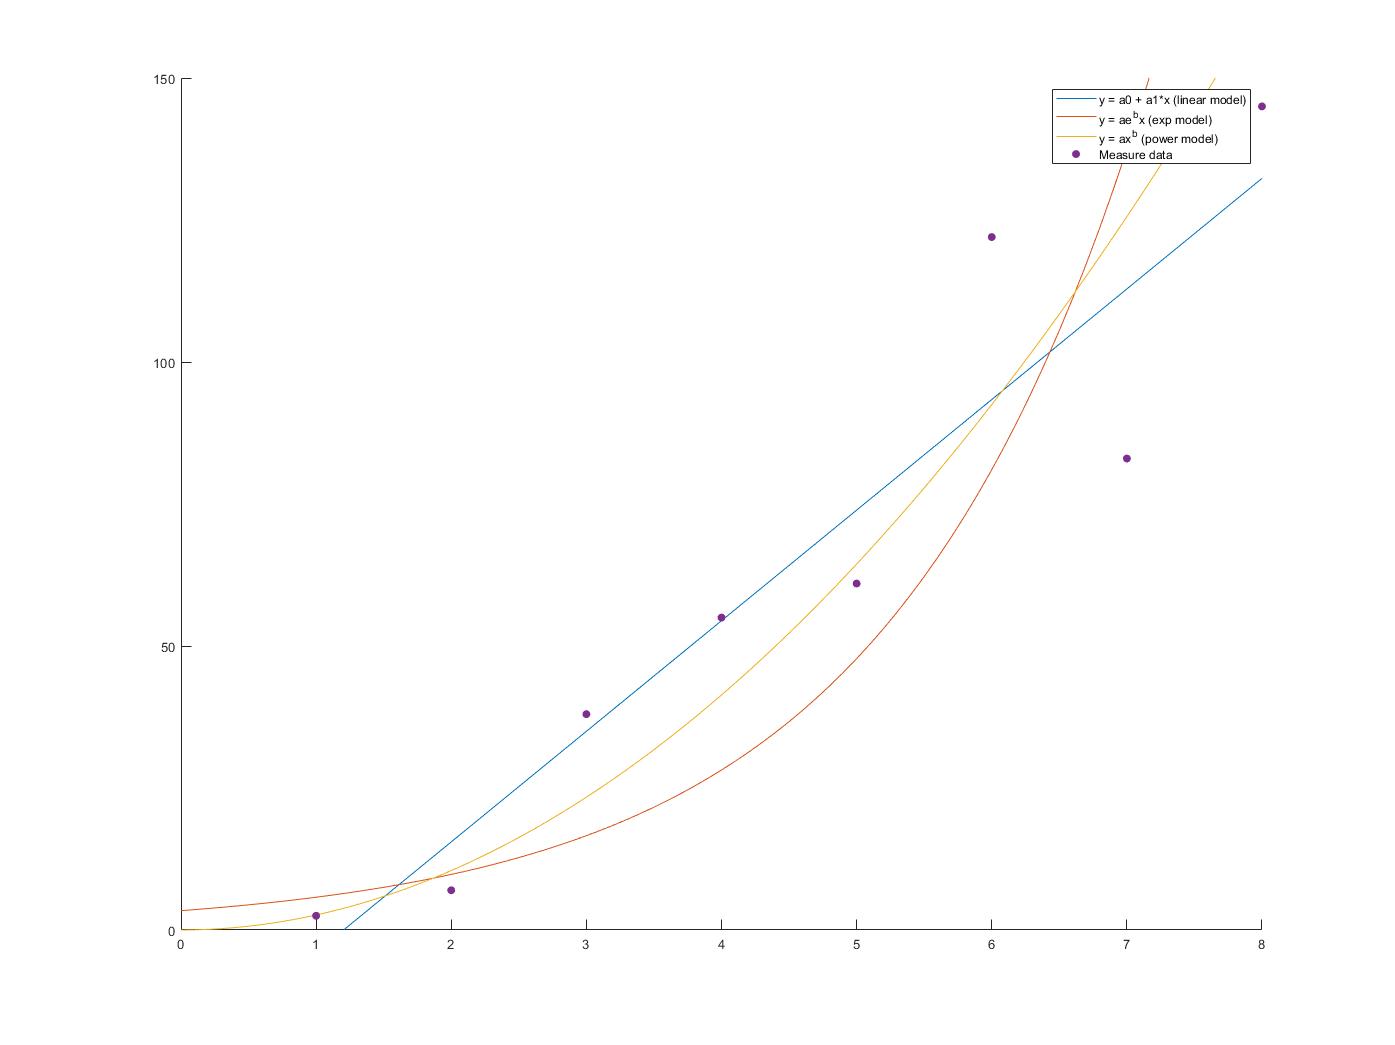 150
y = a0 + a1*x (linear model)
y = ae^bx (exp model)
y = ax^b (power model)
Measure data
100
50
0
0 1 2 3 4 5 6 7 8